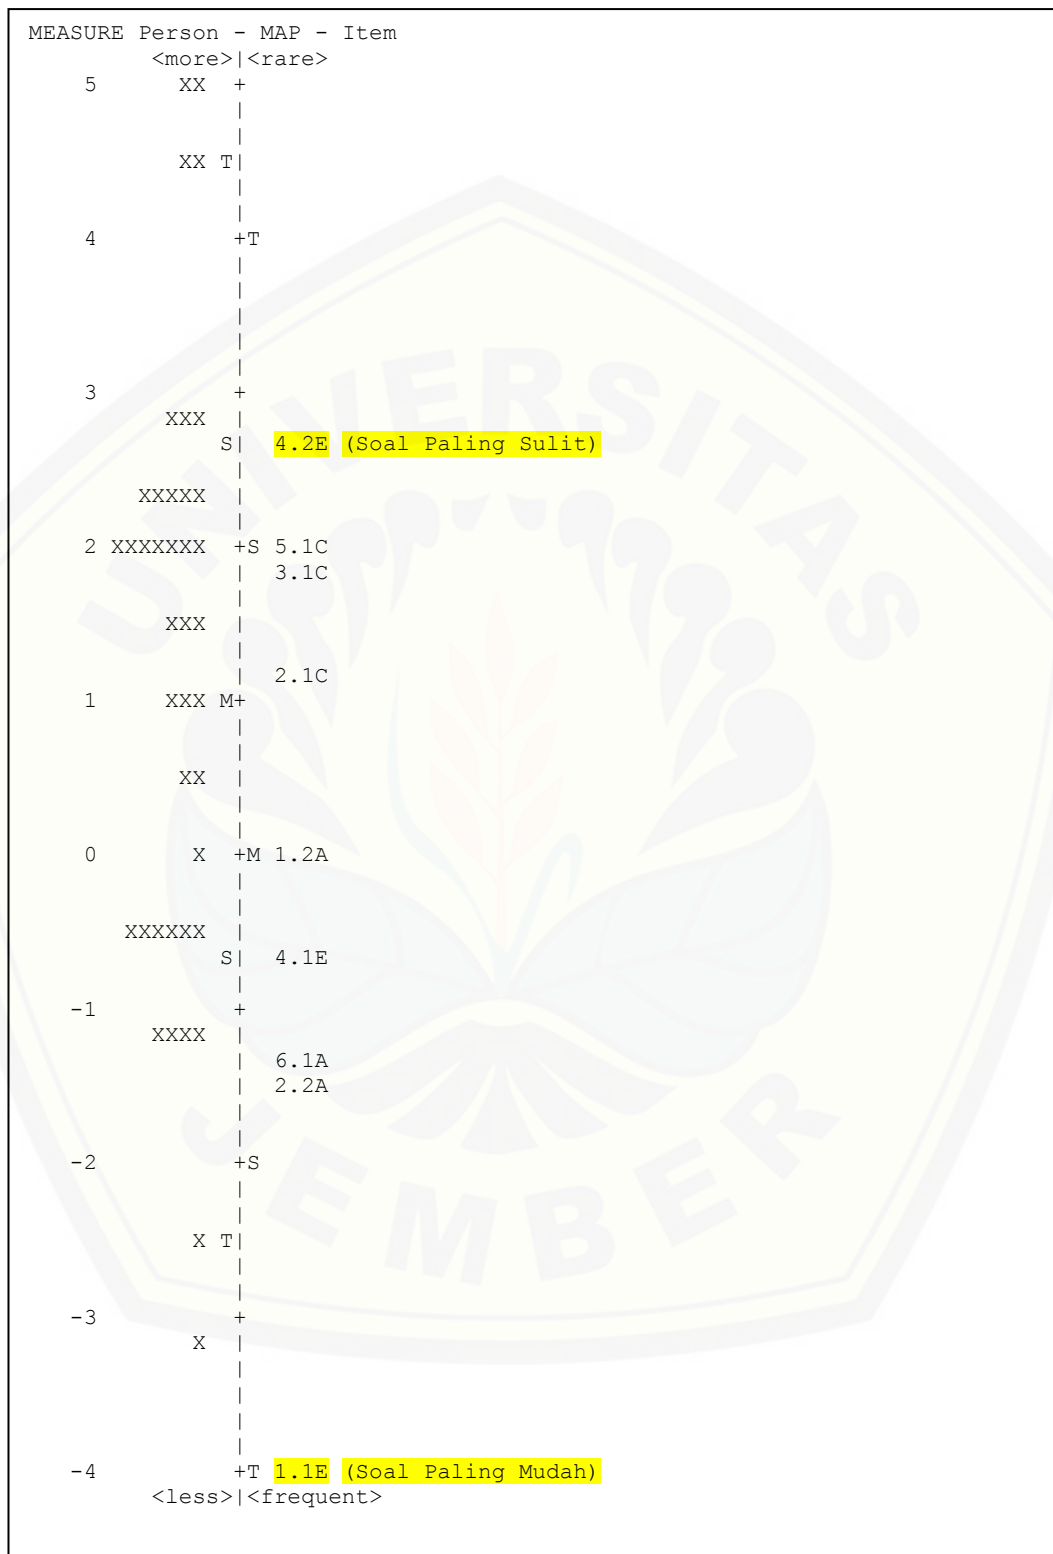 MEASURE Person - MAP - Item
<more>|<rare>
5 XX +
|
|
XX T|
|
|
4 +T
|
|
|
|
|
3 +
XXX |
S| 4.2E (Soal Paling Sulit)
|
XXXXX |
|
2 XXXXXXX +S 5.1C
| 3.1C
|
XXX |
|
| 2.1C
1 XXX M+
|
|
XX |
|
|
0 X +M 1.2A
|
|
XXXXXX |
S| 4.1E
|
-1 +
XXXX |
| 6.1A
| 2.2A
|
|
-2 +S
|
|
X T|
|
|
-3 +
X |
|
|
|
|
-4 +T 1.1E (Soal Paling Mudah)
<less>|<frequent>
UNIVERSITAS
JEMBER